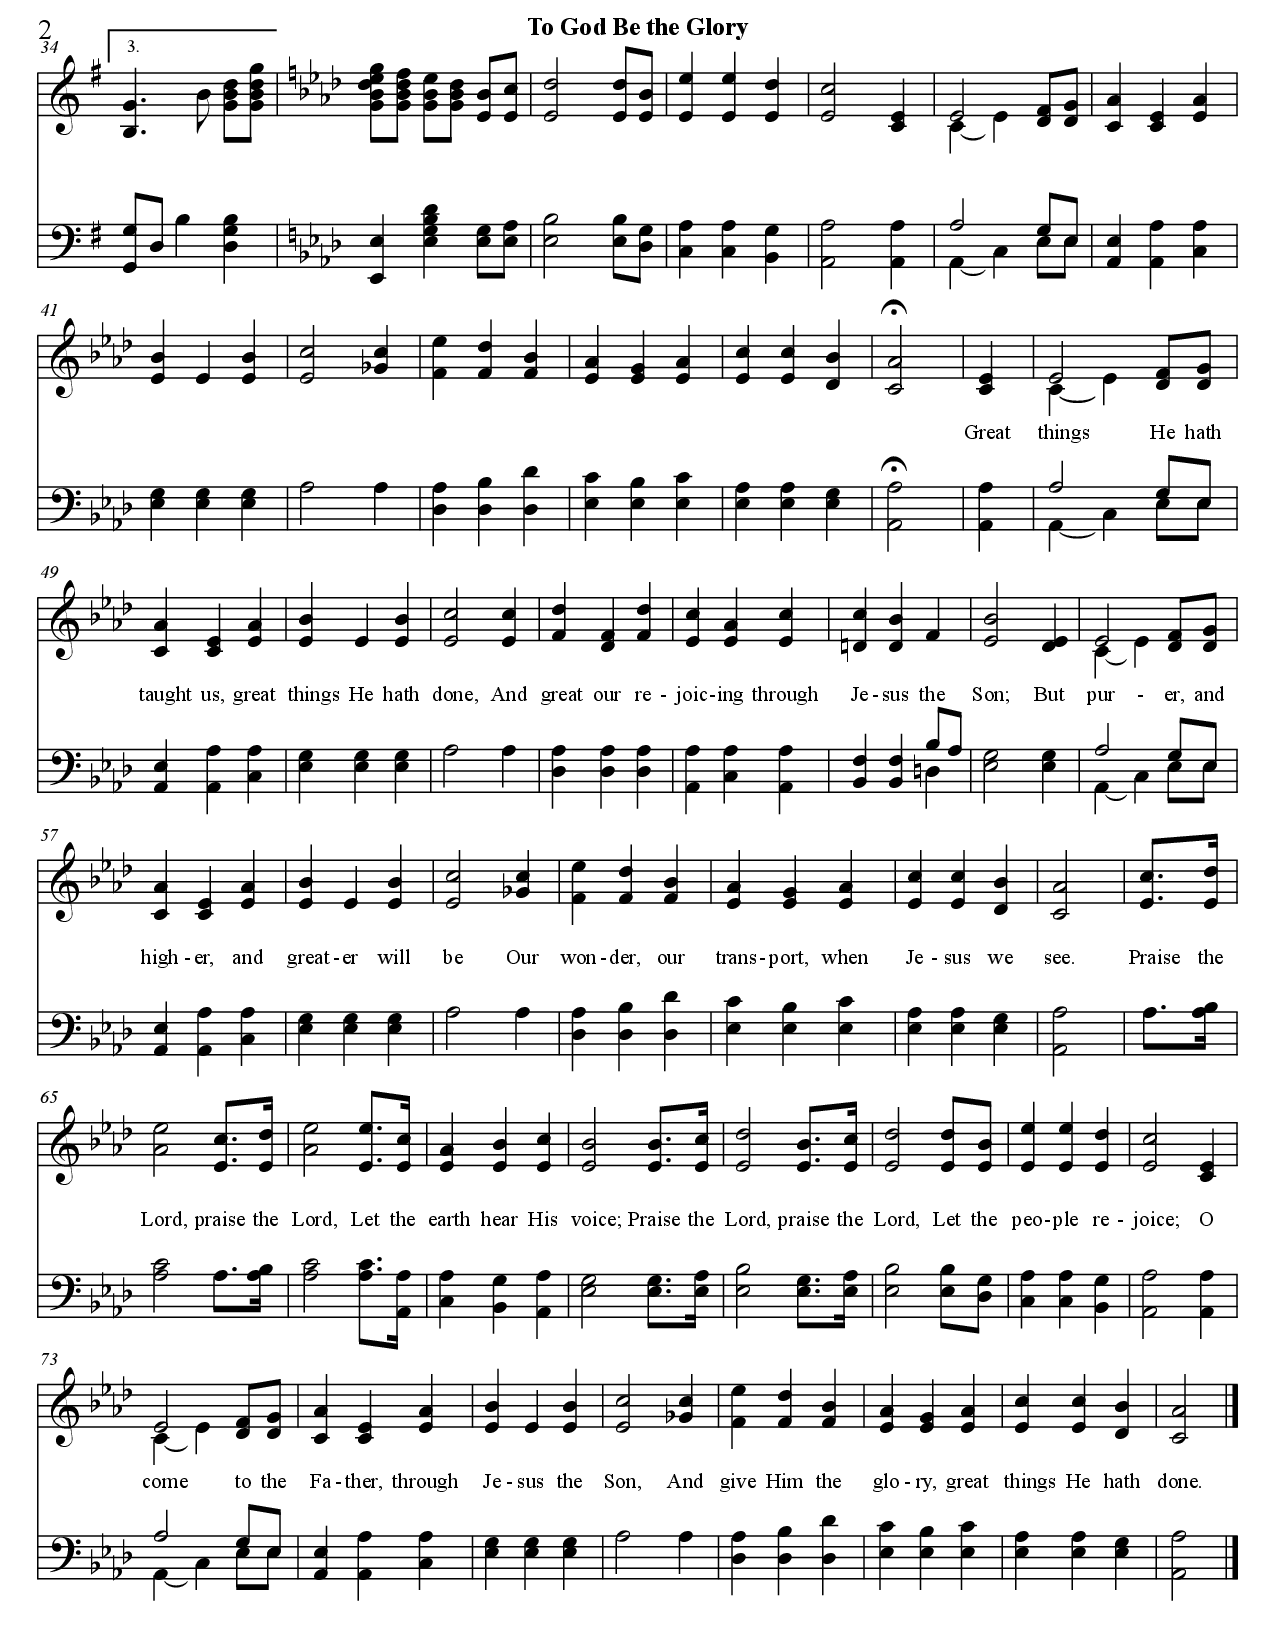 2
To God Be the Glory
34
3.
41
Great things He hath
49
taught us, great things He hath done, And great our re - joic - ing through Je - sus the Son; But pur - er, and
57
high - er, and great - er will be Our won - der, our trans - port, when Je - sus we see. Praise the
65
Lord, praise the Lord, Let the earth hear His voice; Praise the Lord, praise the Lord, Let the peo - ple re - joice; O
73
come to the Fa - ther, through Je - sus the Son, And give Him the glo - ry, great things He hath done.